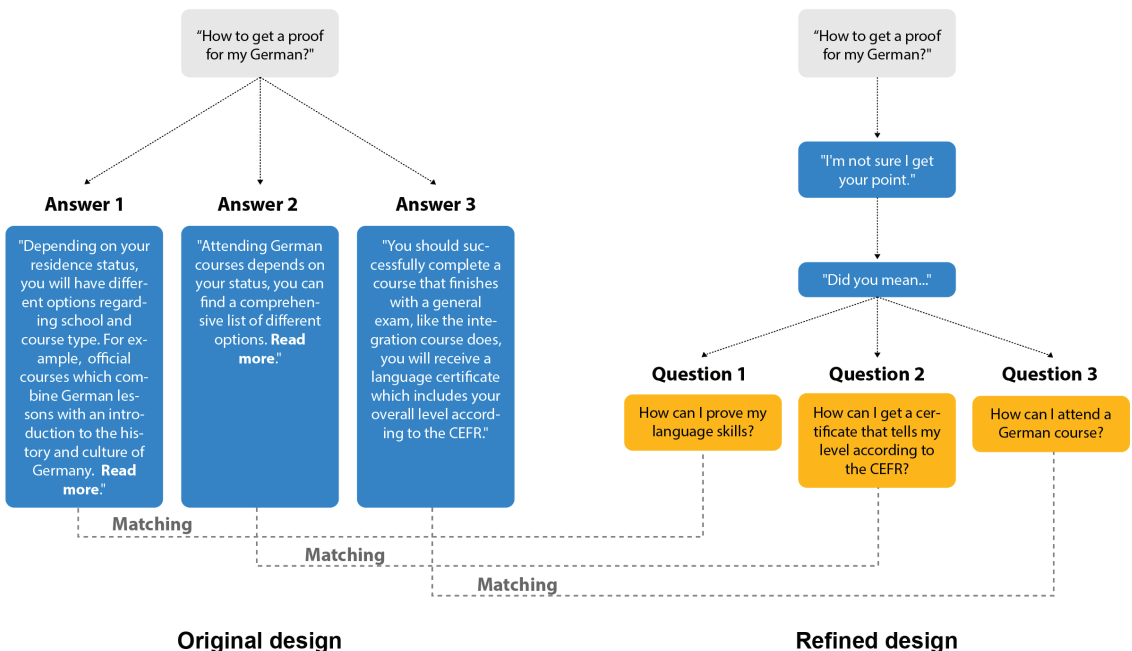 “How to get a proof
for my German?"
Answer 1
"Depending on your
residence status,
you will have differ-
ent options regard-
ing school and
course type. For ex-
ample, official
courses which com-
bine German les-
sons with an intro-
duction to the his-
tory and culture of
Germany. Read
more."
Answer 2
"Attending German
courses depends on
your status, you can
find a comprehen-
sive list of different
options. Read
more."
Answer 3
"You should suc-
cessfully complete a
course that finishes
with a general
exam, like the inte-
gration course does,
you will receive a
language certificate
which includes your
overall level accord-
ing to the CEFR."
“How to get a proof
for my German?"
"I'm not sure I get
your point."
"Did you mean..."
Question 1
How can I prove my
language skills?
Question 2
How can I get a cer-
tificate that tells my
level according to
the CEFR?
Question 3
How can I attend a
German course?
Matching
Matching
Matching
Original design
Refined design